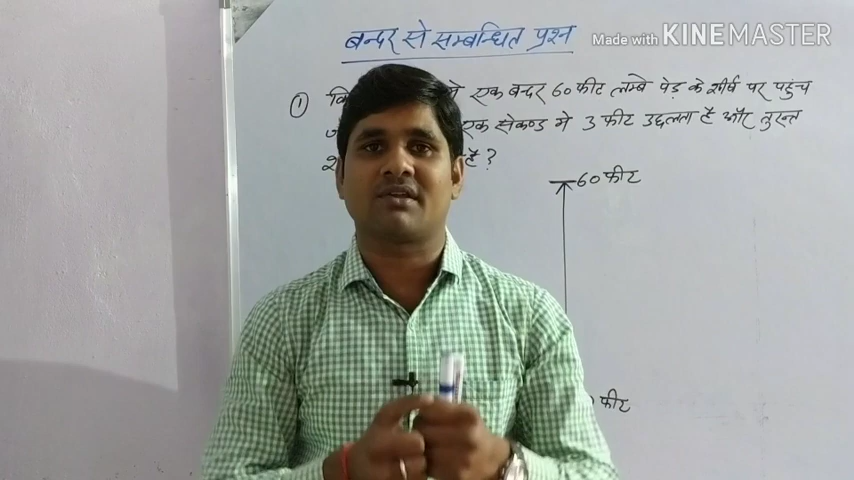 बन्दर से सम्बन्धित प्रश्न
Made with KINEMASTER
① एक बन्दर 60 फीट लम्बे पेड़ के शीर्ष पर पहुंच
एक सेकण्ड मे 3 फीट उछलता है और तुरन्त
है ?
60 फीट
फीट